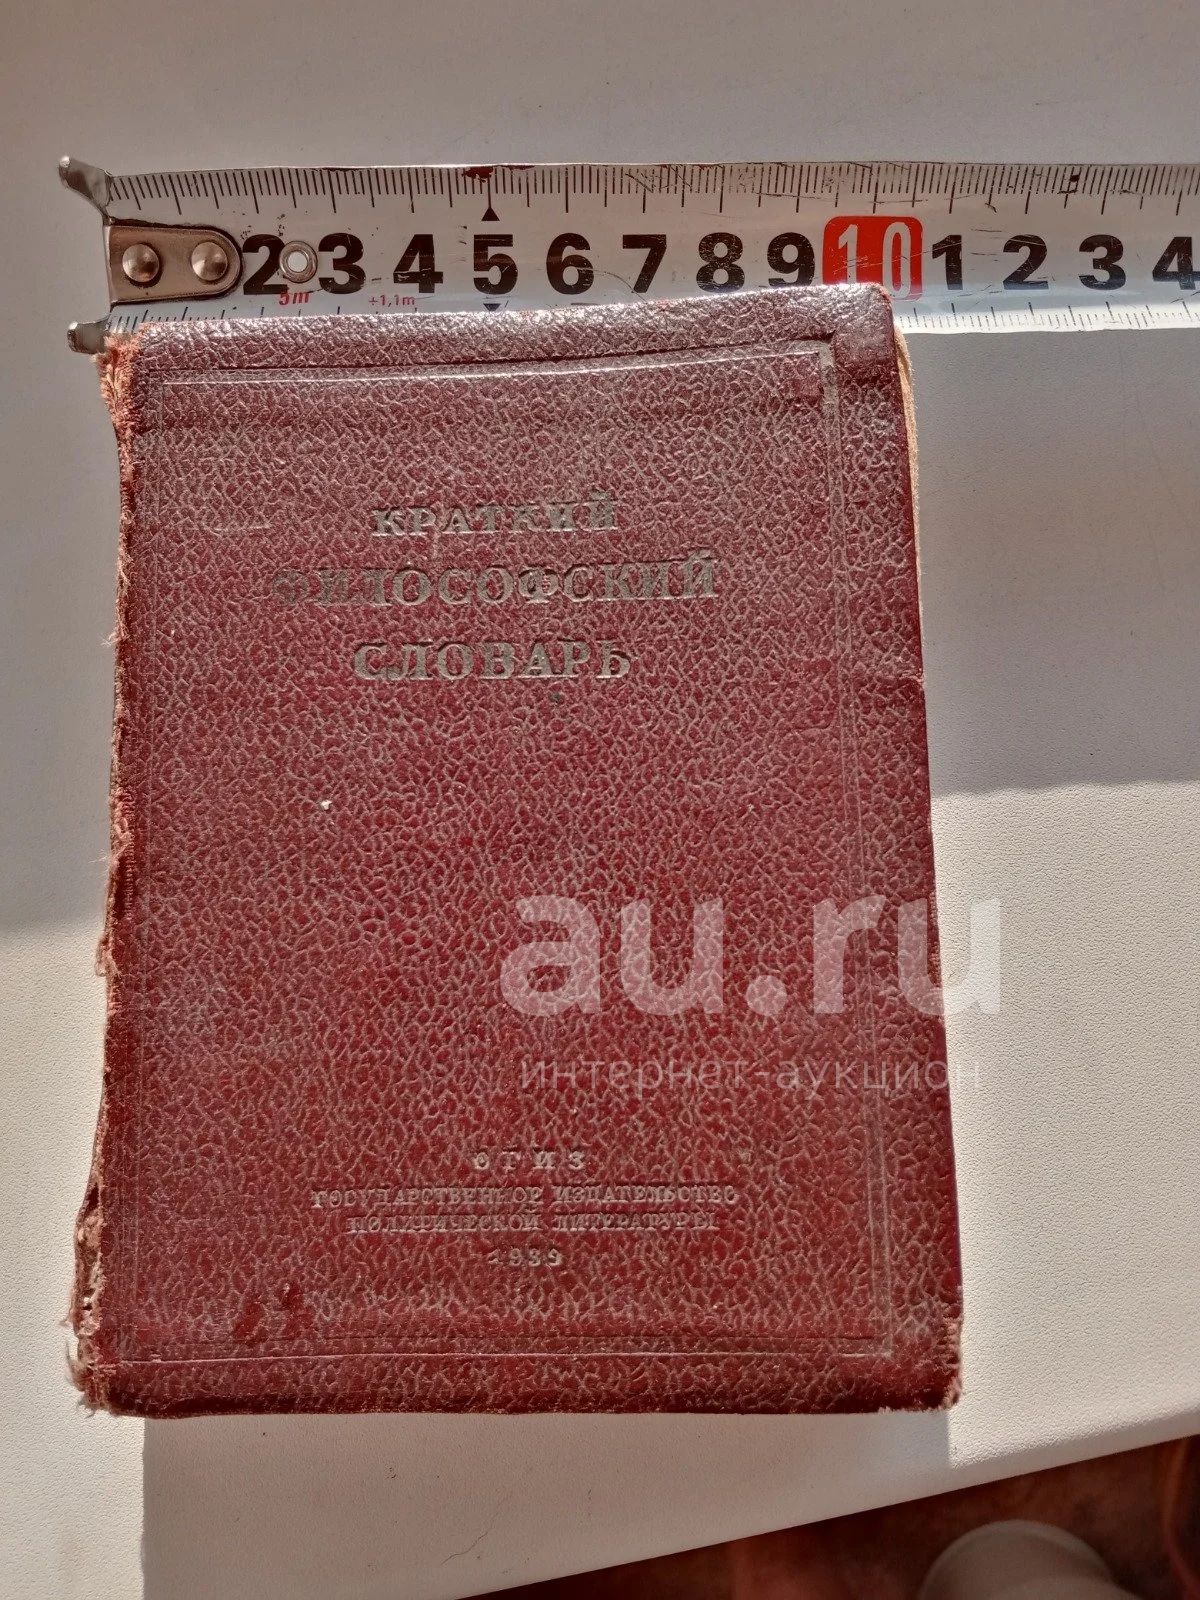 2 3 4 5 6 7 8 9 10 1 2 3 4
5m +1,1m
КРАТКИЙ
ФИЛОСОФСКИЙ
СЛОВАРЬ
au.ru
интернет-аукцион
ОГИЗ
ГОСУДАРСТВЕННОЕ ИЗДАТЕЛЬСТВО
ПОЛИТИЧЕСКОЙ ЛИТЕРАТУРЫ
1939